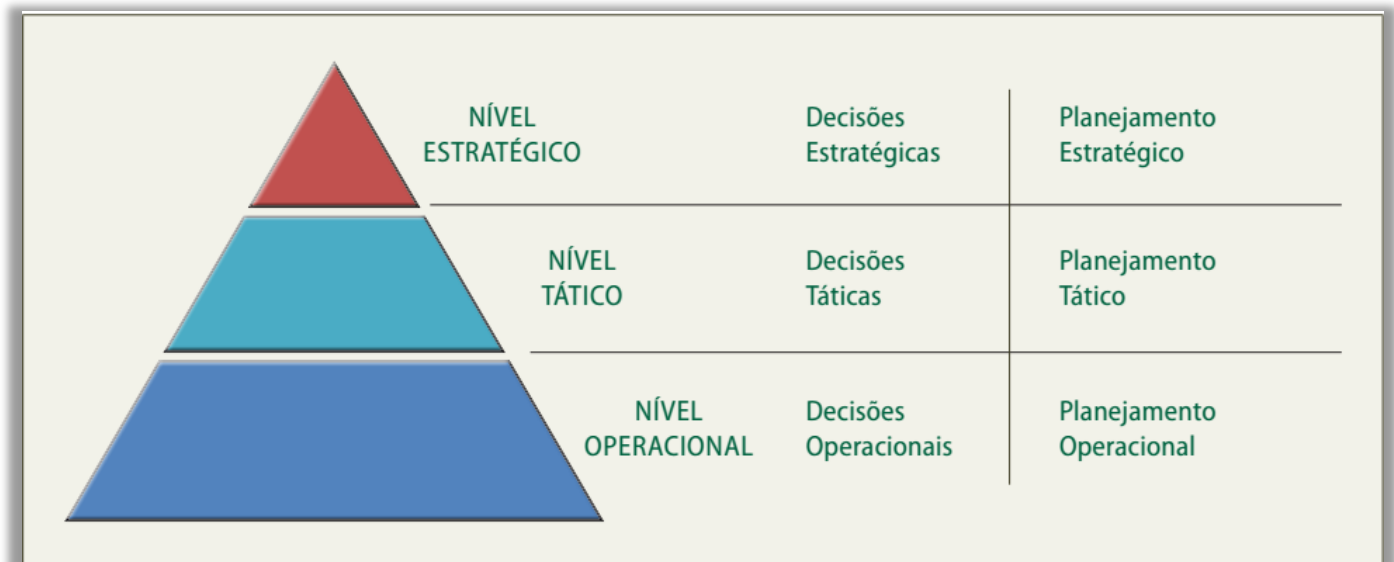 NÍVEL
ESTRATÉGICO
Decisões
Estratégicas
Planejamento
Estratégico
NÍVEL
TÁTICO
Decisões
Táticas
Planejamento
Tático
NÍVEL
OPERACIONAL
Decisões
Operacionais
Planejamento
Operacional